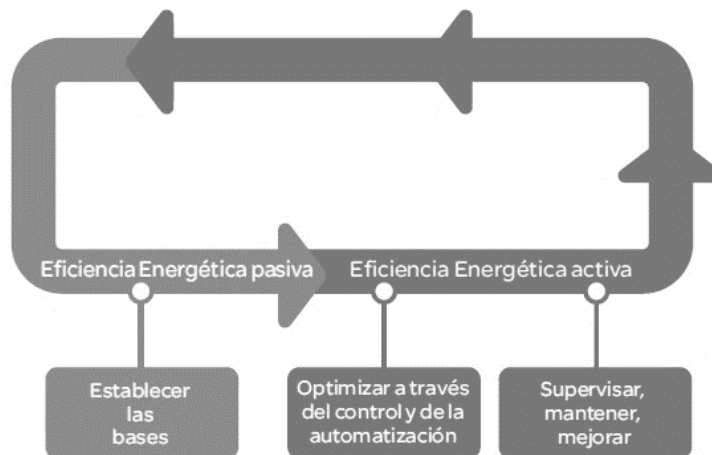 Eficiencia Energética pasiva
Eficiencia Energética activa
Establecer
las
bases
Optimizar a través
del control y de la
automatización
Supervisar,
mantener,
mejorar